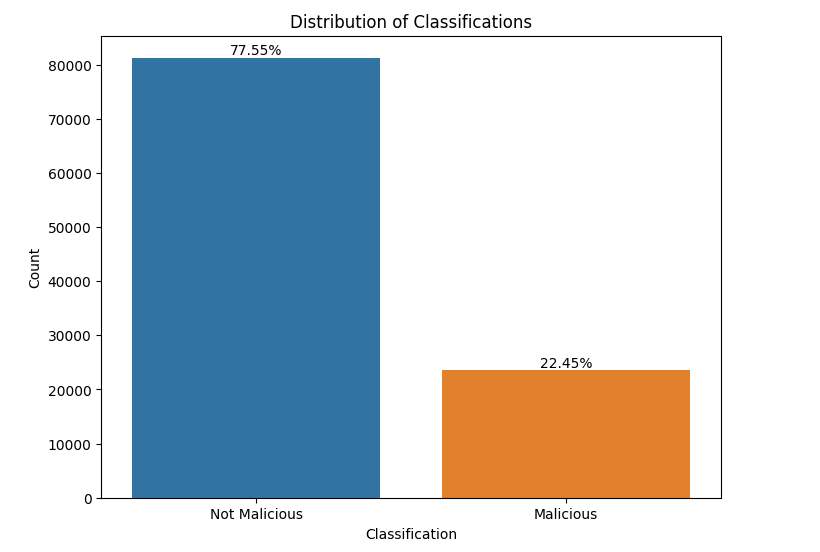 Distribution of Classifications
77.55%
80000
70000
60000
50000
40000
30000
20000
10000
0
Count
22.45%
Not Malicious
Malicious
Classification